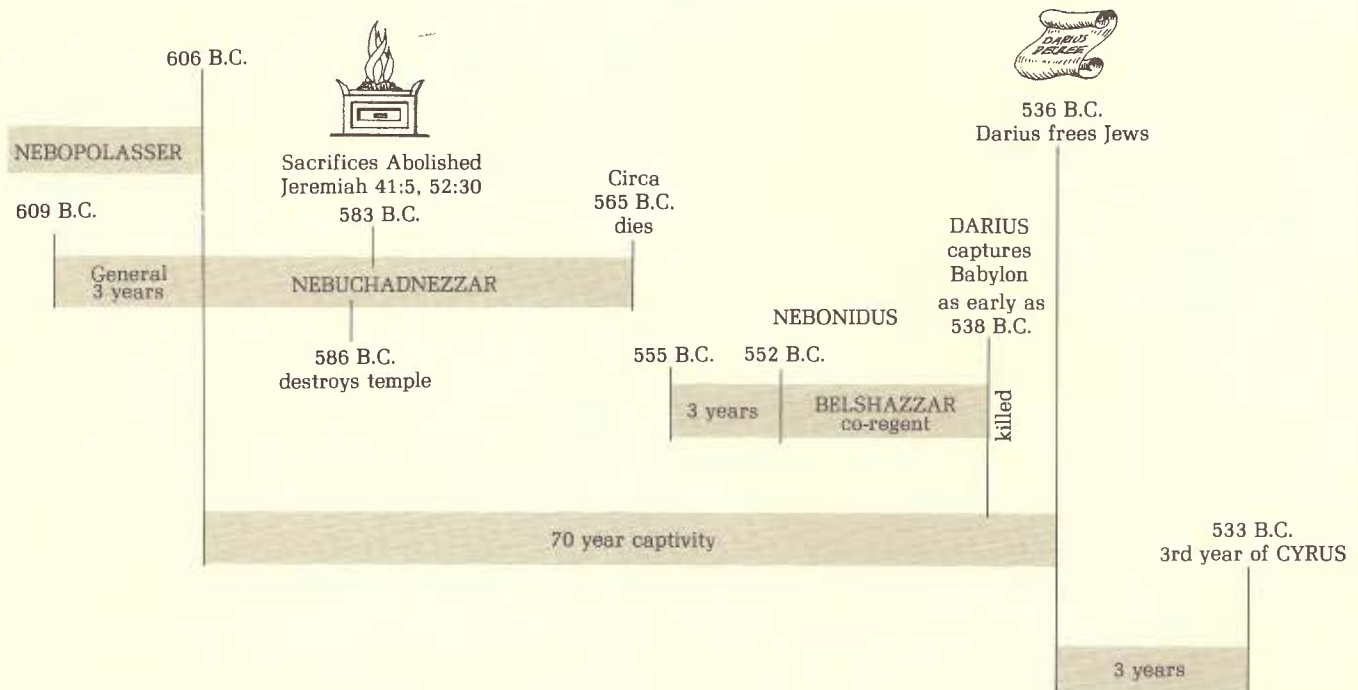 606 B.C.
DARIUS
DECREE
536 B.C.
Darius frees Jews
NEBOPOLASSER
Sacrifices Abolished
Jeremiah 41:5, 52:30
583 B.C.
609 B.C.
Circa
565 B.C.
dies
General
3 years
NEBUCHADNEZZAR
586 B.C.
destroys temple
DARIUS
captures
Babylon
as early as
538 B.C.
NEBONIDUS
555 B.C.
552 B.C.
3 years
BELSHAZZAR
co-regent
killed
70 year captivity
533 B.C.
3rd year of CYRUS
3 years